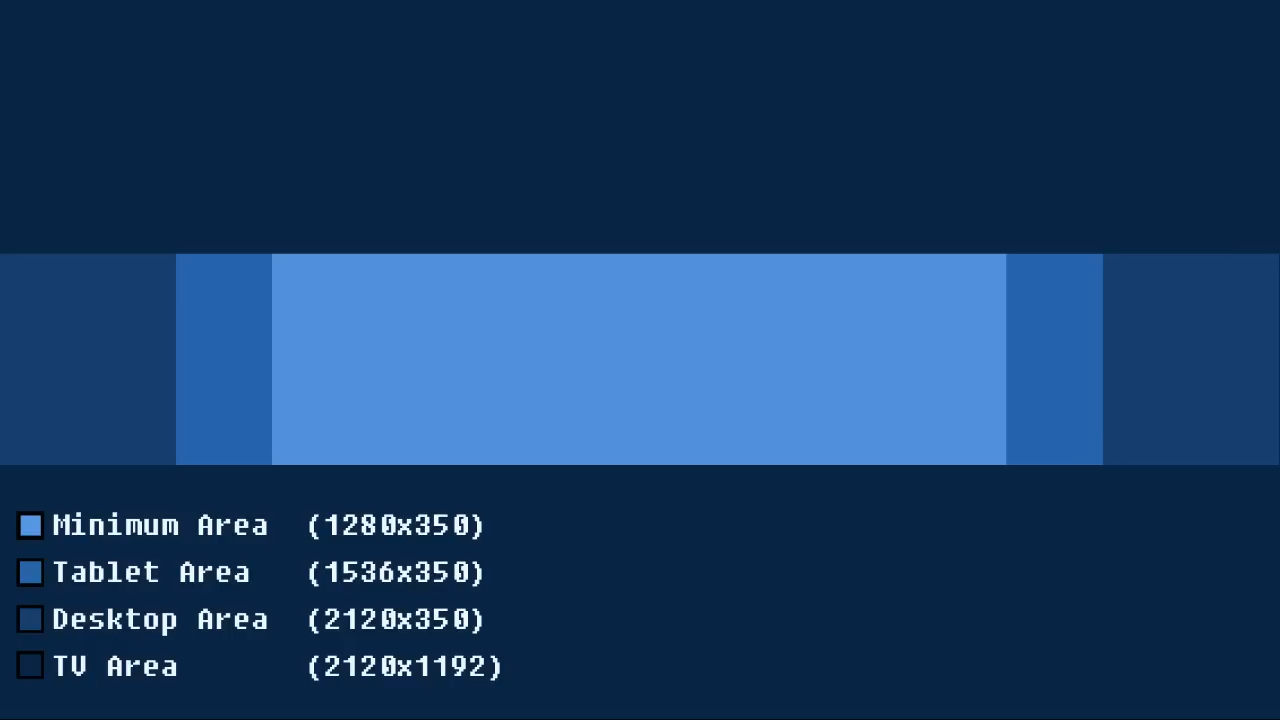 Minimum Area (1280x350)
Tablet Area (1536x350)
Desktop Area (2120x350)
TV Area (2120x1192)